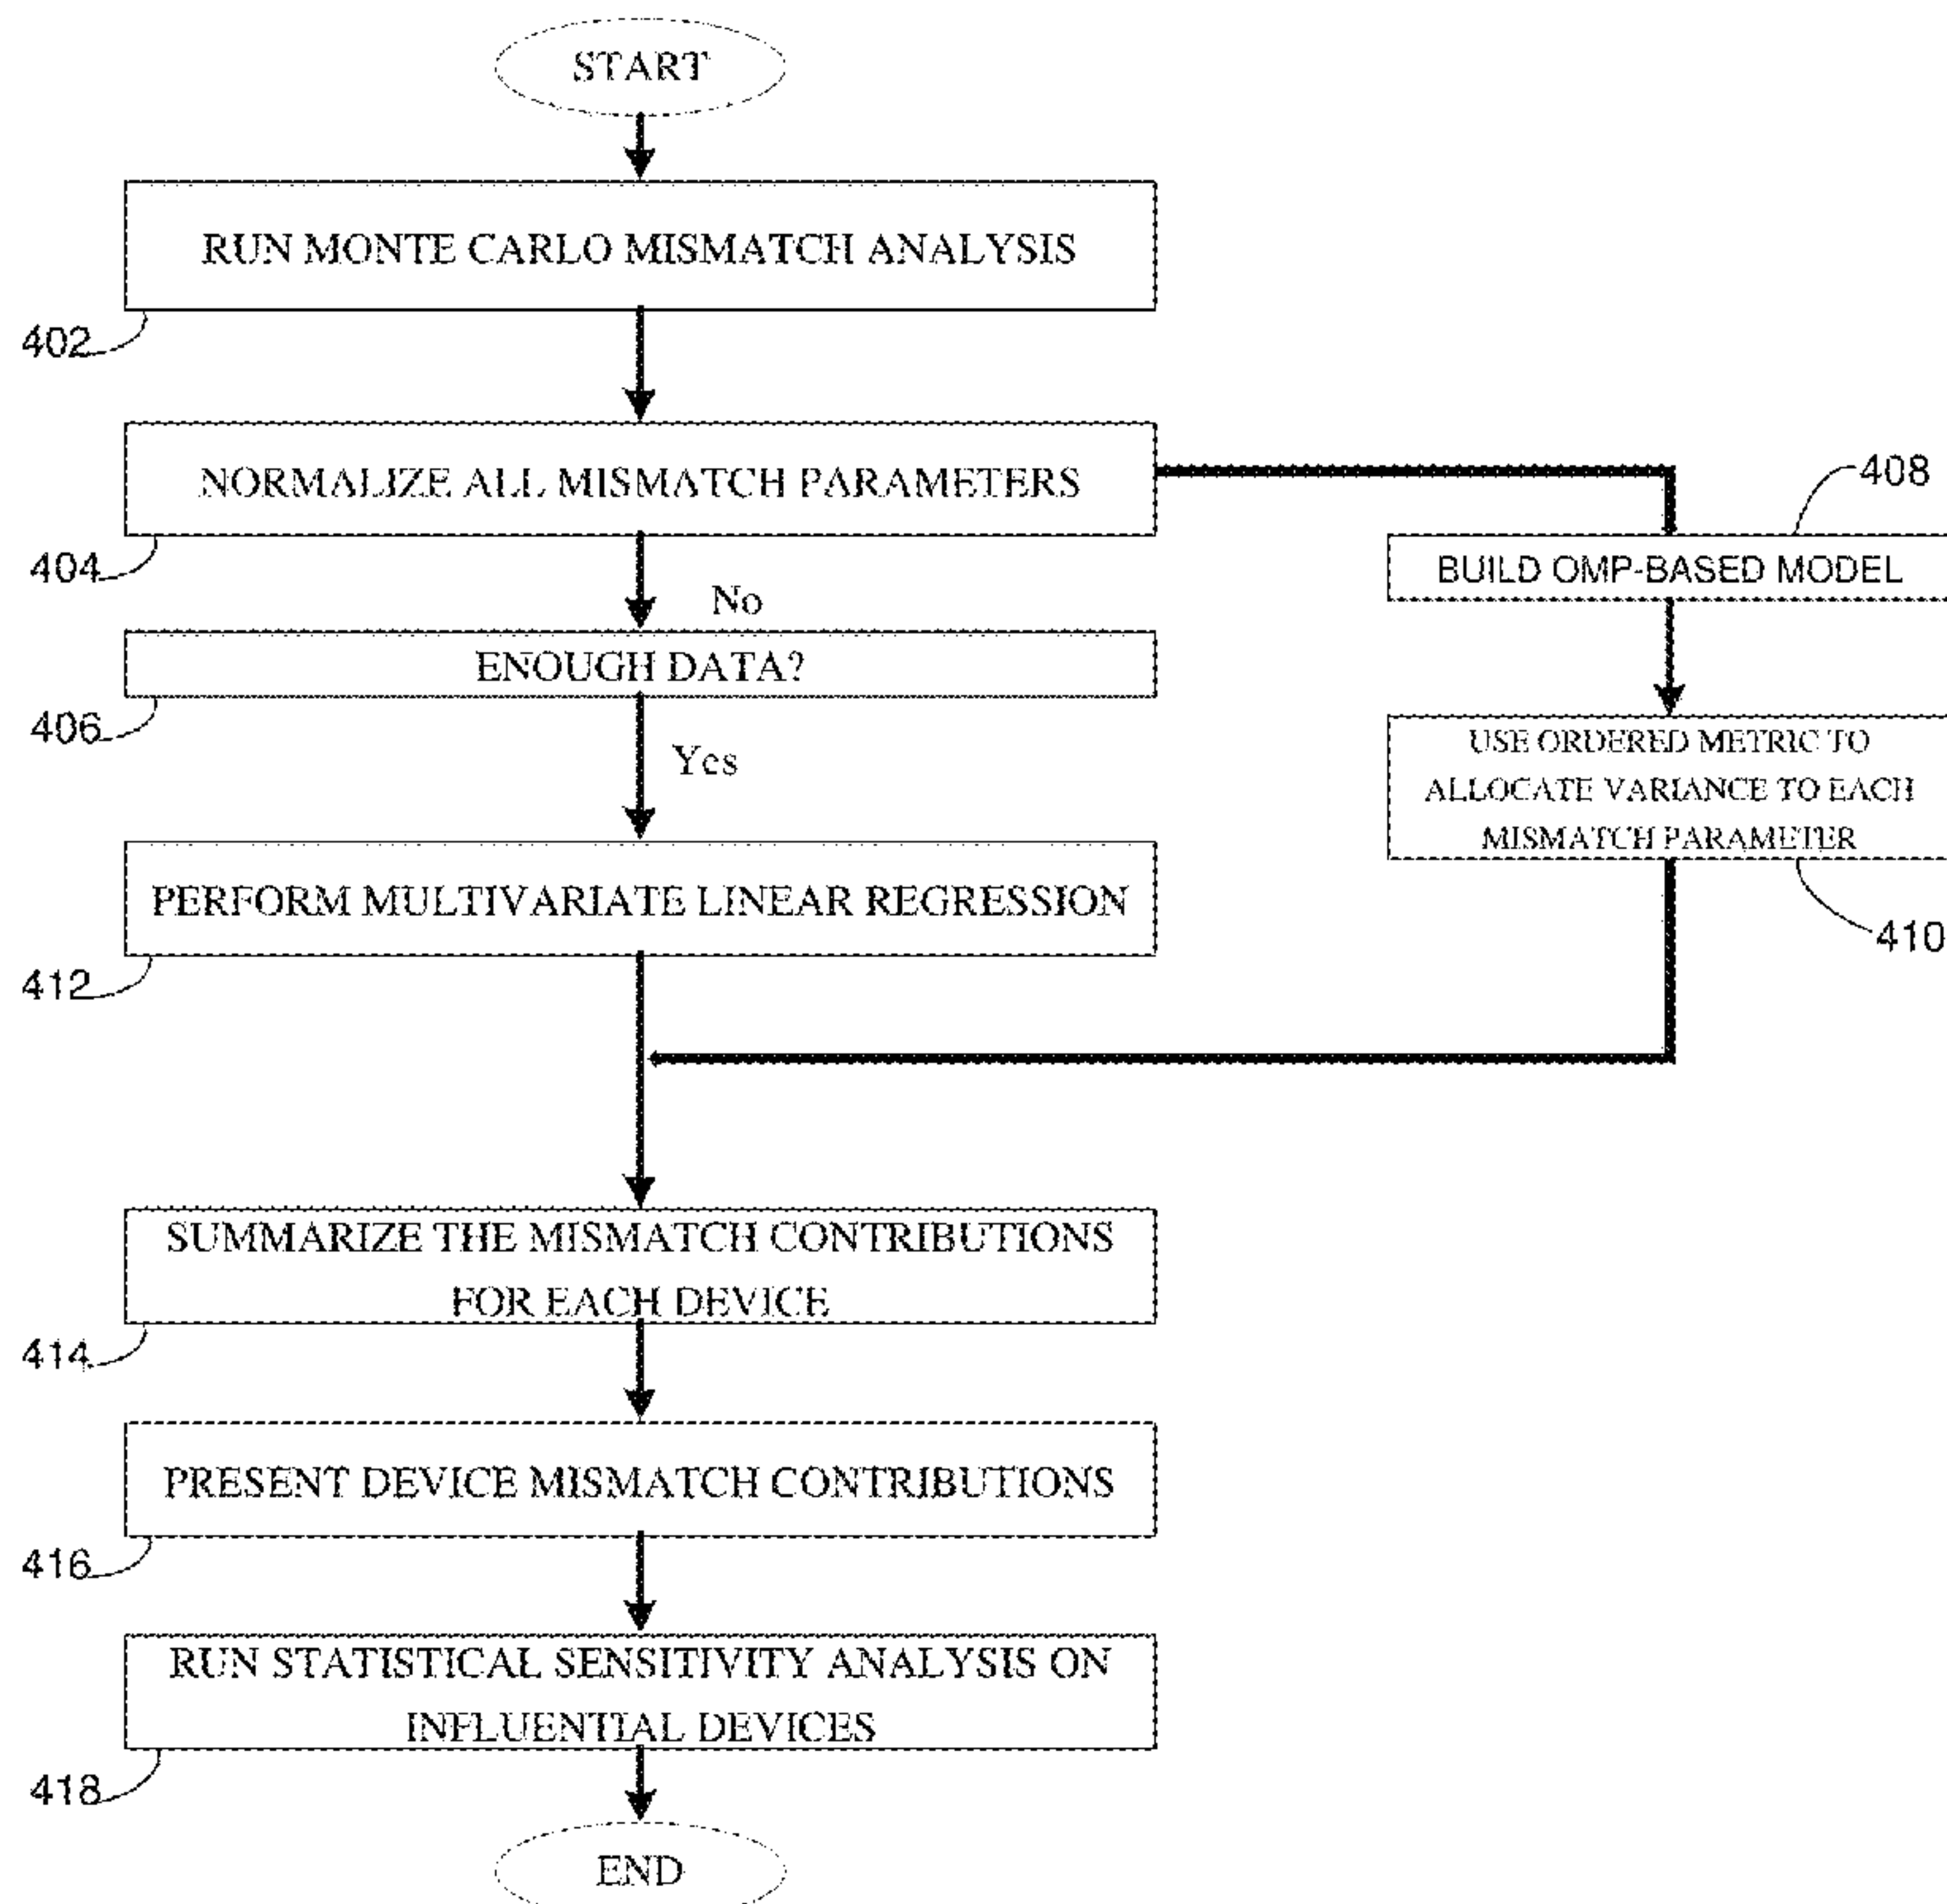 START
RUN MONTE CARLO MISMATCH ANALYSIS
402
NORMALIZE ALL MISMATCH PARAMETERS
404
408
BUILD OMP-BASED MODEL
No
ENOUGH DATA?
406
Yes
USE ORDERED METRIC TO
ALLOCATE VARIANCE TO EACH
MISMATCH PARAMETER
410
PERFORM MULTIVARIATE LINEAR REGRESSION
412
SUMMARIZE THE MISMATCH CONTRIBUTIONS
FOR EACH DEVICE
414
PRESENT DEVICE MISMATCH CONTRIBUTIONS
416
RUN STATISTICAL SENSITIVITY ANALYSIS ON
INFLUENTIAL DEVICES
418
END